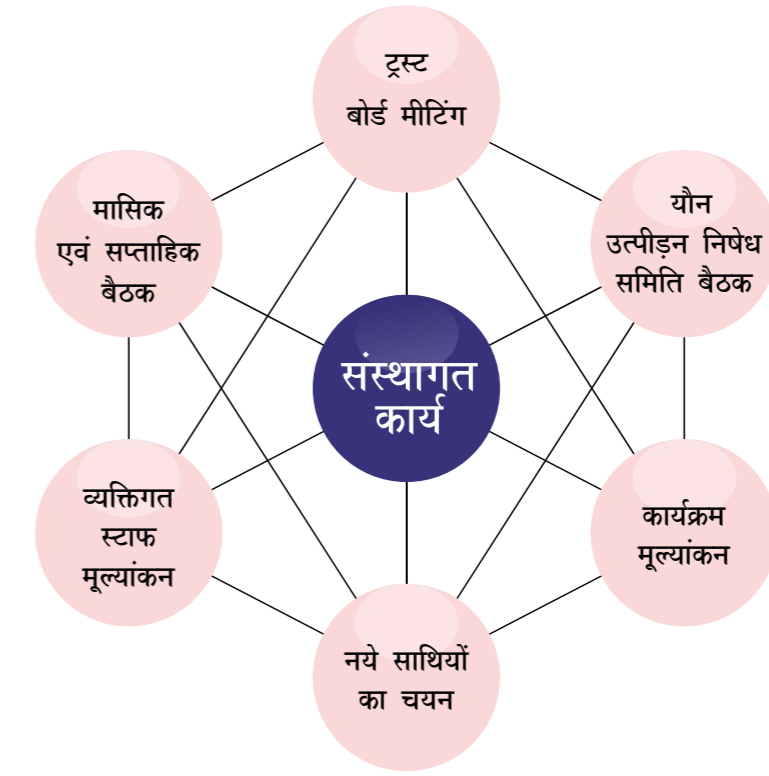 ट्रस्ट
बोर्ड मीटिंग
मासिक
एवं सप्ताहिक
बैठक
यौन
उत्पीड़न निषेध
समिति बैठक
संस्थागत
कार्य
व्यक्तिगत
स्टाफ
मूल्यांकन
कार्यक्रम
मूल्यांकन
नये साथियों
का चयन